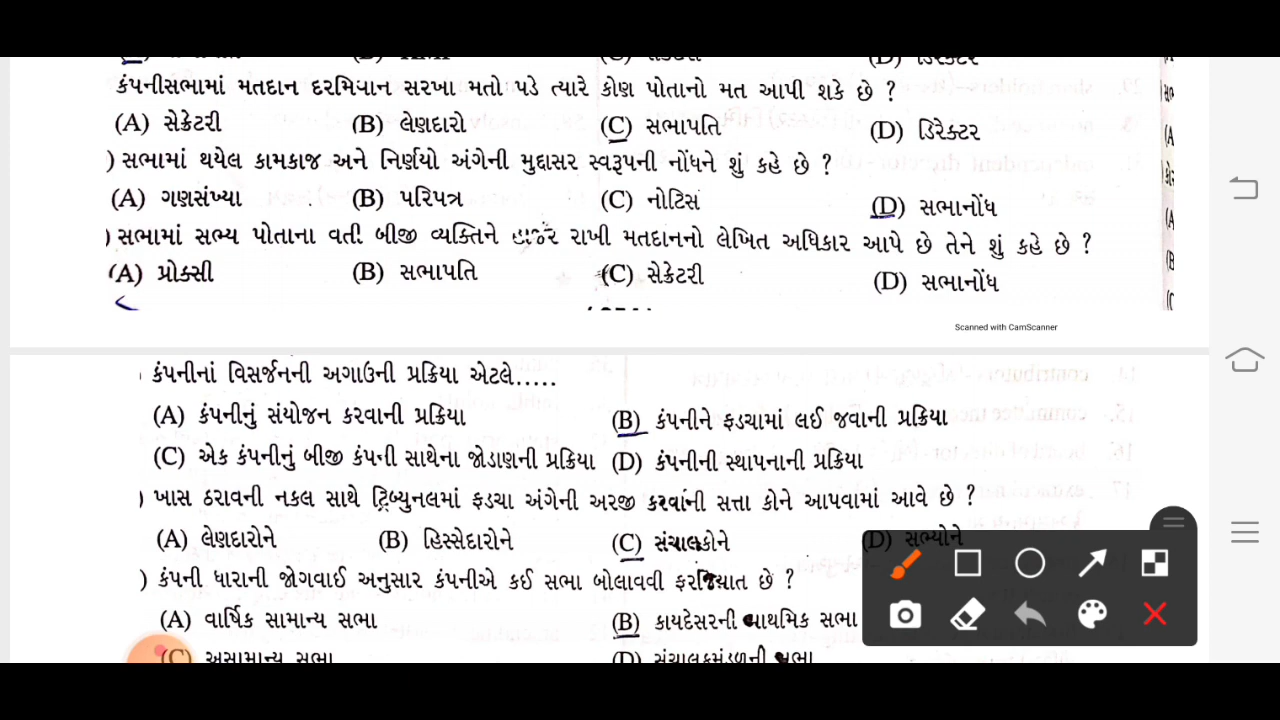 કંપનીસભામાં મતદાન દરમિયાન સરખા મતો પડે ત્યારે કોણ પોતાનો મત આપી શકે છે ?
(A) સેક્રેટરી (B) લેણદારો (C) સભાપતિ (D) ડિરેક્ટર
) સભામાં થયેલ કામકાજ અને નિર્ણયો અંગેની મુદ્દાસર સ્વરૂપની નોંધને શું કહે છે ?
(A) ગણસંખ્યા (B) પરિપત્ર (C) નોટિસ (D) સભાનોંધ
) સભામાં સભ્ય પોતાના વતી બીજી વ્યક્તિને હાજર રાખી મતદાનનો લેખિત અધિકાર આપે છે તેને શું કહે છે ?
(A) પ્રોક્સી (B) સભાપતિ (C) સેક્રેટરી (D) સભાનોંધ
Scanned with CamScanner
કંપનીનાં વિસર્જનની અગાઉની પ્રક્રિયા એટલે.....
(A) કંપનીનું સંયોજન કરવાની પ્રક્રિયા (B) કંપનીને ફડચામાં લઈ જવાની પ્રક્રિયા
(C) એક કંપનીનું બીજી કંપની સાથેના જોડાણની પ્રક્રિયા (D) કંપનીની સ્થાપનાની પ્રક્રિયા
) ખાસ ઠરાવની નકલ સાથે ટ્રિબ્યુનલમાં ફડચા અંગેની અરજી કરવાની સત્તા કોને આપવામાં આવે છે ?
(A) લેણદારોને (B) હિસ્સેદારોને (C) સંચાલકોને (D) સભ્યોને
) કંપની ધારાની જોગવાઈ અનુસાર કંપનીએ કઈ સભા બોલાવવી ફરજિયાત છે ?
(A) વાર્ષિક સામાન્ય સભા (B) કાયદેસરની પ્રાથમિક સભા
(C) અસામાન્ય સભા (D) સંચાલકમંડળની સભા